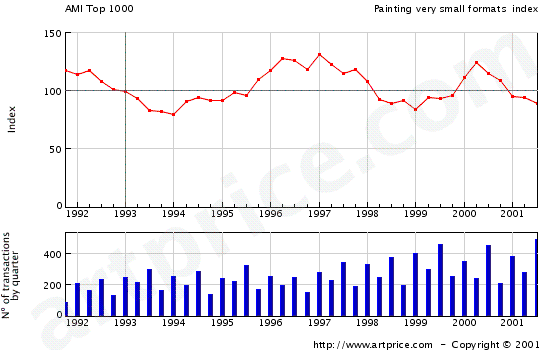 AMI Top 1000
Painting very small formats index
150
100
50
0
Index
1992 1993 1994 1995 1996 1997 1998 1999 2000 2001
400
200
0
N° of transactions
by quarter
1992 1993 1994 1995 1996 1997 1998 1999 2000 2001
artprice.com
http://www.artprice.com - Copyright © 2001